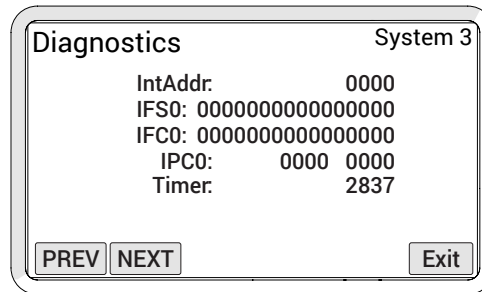 Diagnostics System 3
IntAddr: 0000
IFS0: 0000000000000000
IFC0: 0000000000000000
IPC0: 0000 0000
Timer: 2837
PREV NEXT Exit